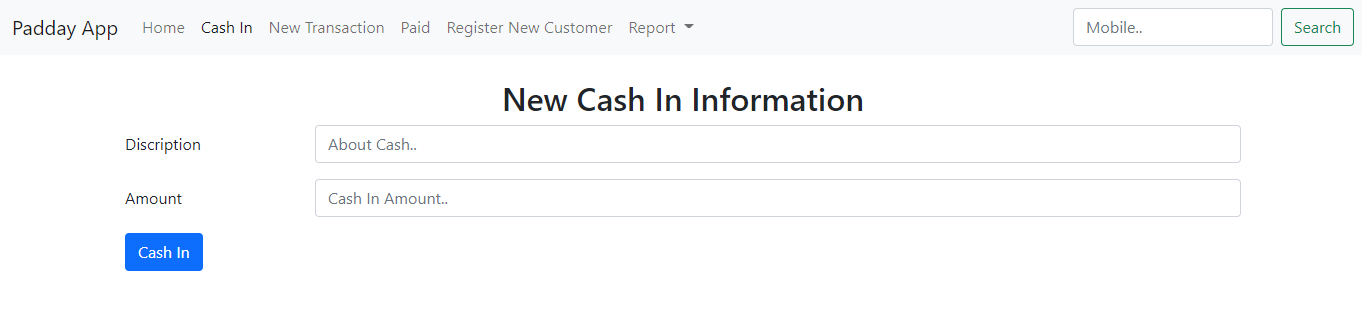 Padday App Home Cash In New Transaction Paid Register New Customer Report Mobile.. Search
New Cash In Information
Discription About Cash..
Amount Cash In Amount..
Cash In